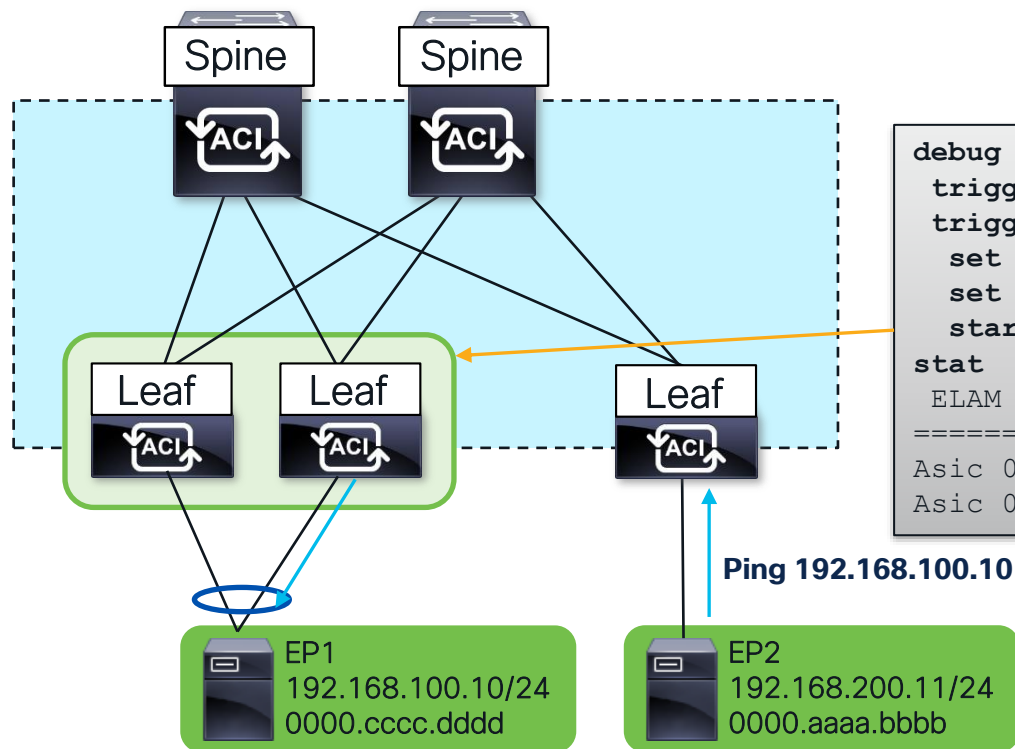 Spine
Spine
ACI
ACI
debug
trigg
trigg
set
set
star
stat
ELAM
======
Asic 0
Asic 0
Leaf
Leaf
Leaf
ACI
ACI
ACI
Ping 192.168.100.10
EP1
192.168.100.10/24
0000.cccc.dddd
EP2
192.168.200.11/24
0000.aaaa.bbbb